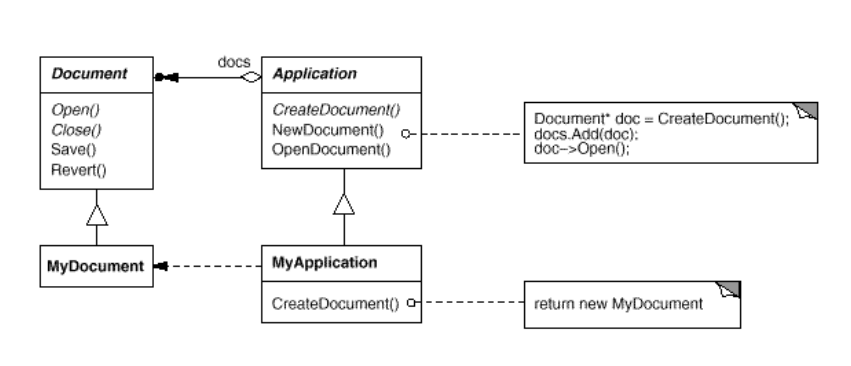 docs
Document
Open()
Close()
Save()
Revert()
Application
CreateDocument()
NewDocument()
OpenDocument()
Document* doc = CreateDocument();
docs.Add(doc);
doc->Open();
MyDocument
MyApplication
CreateDocument()
return new MyDocument